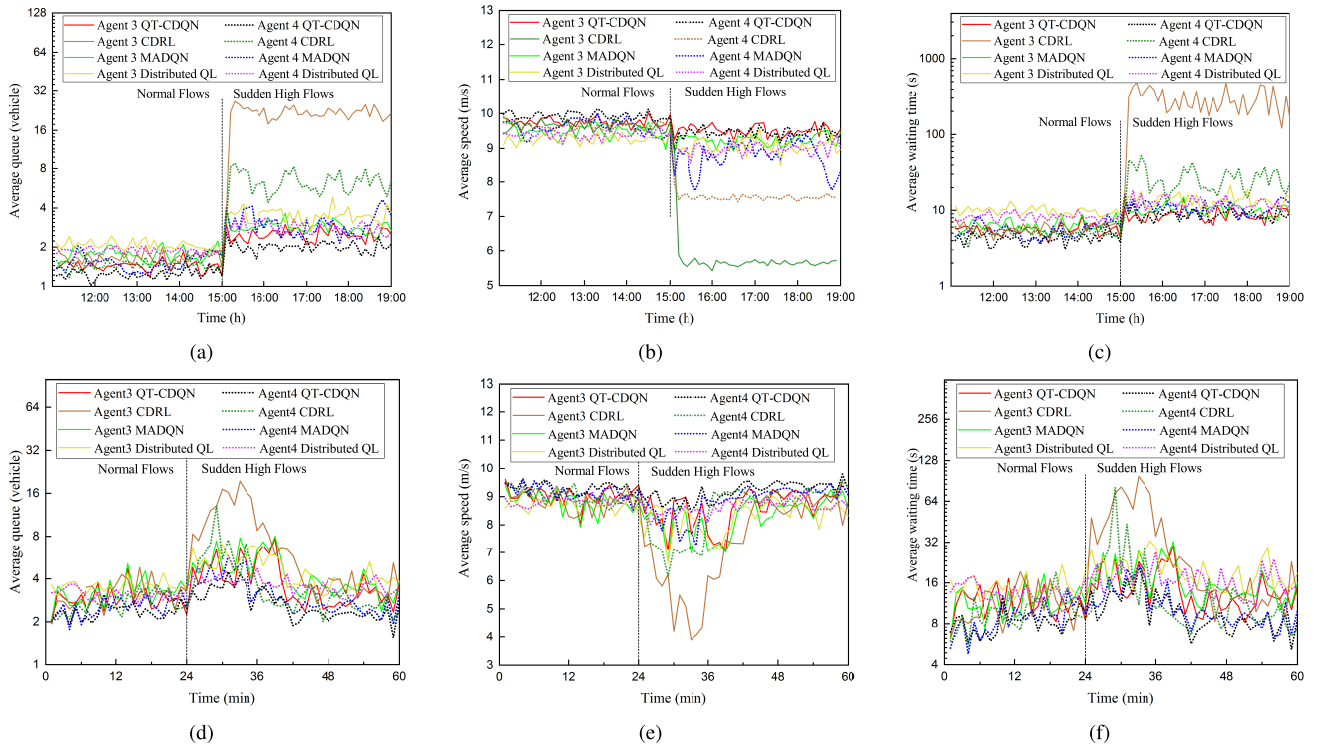 128
64
32
16
8
4
2
1
Average queue (vehicle)
Agent 3 QT-CDQN
Agent 3 CDRL
Agent 3 MADQN
Agent 3 Distributed QL
Agent 4 QT-CDQN
Agent 4 CDRL
Agent 4 MADQN
Agent 4 Distributed QL
Normal Flows
Sudden High Flows
12:00 13:00 14:00 15:00 16:00 17:00 18:00 19:00
Time (h)
(a)
13
12
11
10
9
8
7
6
5
Average speed (m/s)
Agent 3 QT-CDQN
Agent 3 CDRL
Agent 3 MADQN
Agent 3 Distributed QL
Agent 4 QT-CDQN
Agent 4 CDRL
Agent 4 MADQN
Agent 4 Distributed QL
Normal Flows
Sudden High Flows
12:00 13:00 14:00 15:00 16:00 17:00 18:00 19:00
Time (h)
(b)
1000
100
10
1
Average waiting time (s)
Agent 3 QT-CDQN
Agent 3 CDRL
Agent 3 MADQN
Agent 3 Distributed QL
Agent 4 QT-CDQN
Agent 4 CDRL
Agent 4 MADQN
Agent 4 Distributed QL
Normal Flows
Sudden High Flows
12:00 13:00 14:00 15:00 16:00 17:00 18:00 19:00
Time (h)
(c)
64
32
16
8
4
2
1
Average queue (vehicle)
Agent3 QT-CDQN
Agent3 CDRL
Agent3 MADQN
Agent3 Distributed QL
Agent4 QT-CDQN
Agent4 CDRL
Agent4 MADQN
Agent4 Distributed QL
Normal Flows
Sudden High Flows
0 12 24 36 48 60
Time (min)
(d)
13
12
11
10
9
8
7
6
5
4
3
Average speed (m/s)
Agent3 QT-CDQN
Agent3 CDRL
Agent3 MADQN
Agent3 Distributed QL
Agent4 QT-CDQN
Agent4 CDRL
Agent4 MADQN
Agent4 Distributed QL
Normal Flows
Sudden High Flows
0 12 24 36 48 60
Time (min)
(e)
256
128
64
32
16
8
4
Average waiting time (s)
Agent3 QT-CDQN
Agent3 CDRL
Agent3 MADQN
Agent3 Distributed QL
Agent4 QT-CDQN
Agent4 CDRL
Agent4 MADQN
Agent4 Distributed QL
Normal Flows
Sudden High Flows
0 12 24 36 48 60
Time (min)
(f)